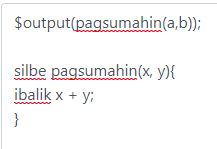 $output(pagsumahin(a,b));
silbe pagsumahin(x, y){
ibalik x + y;
}